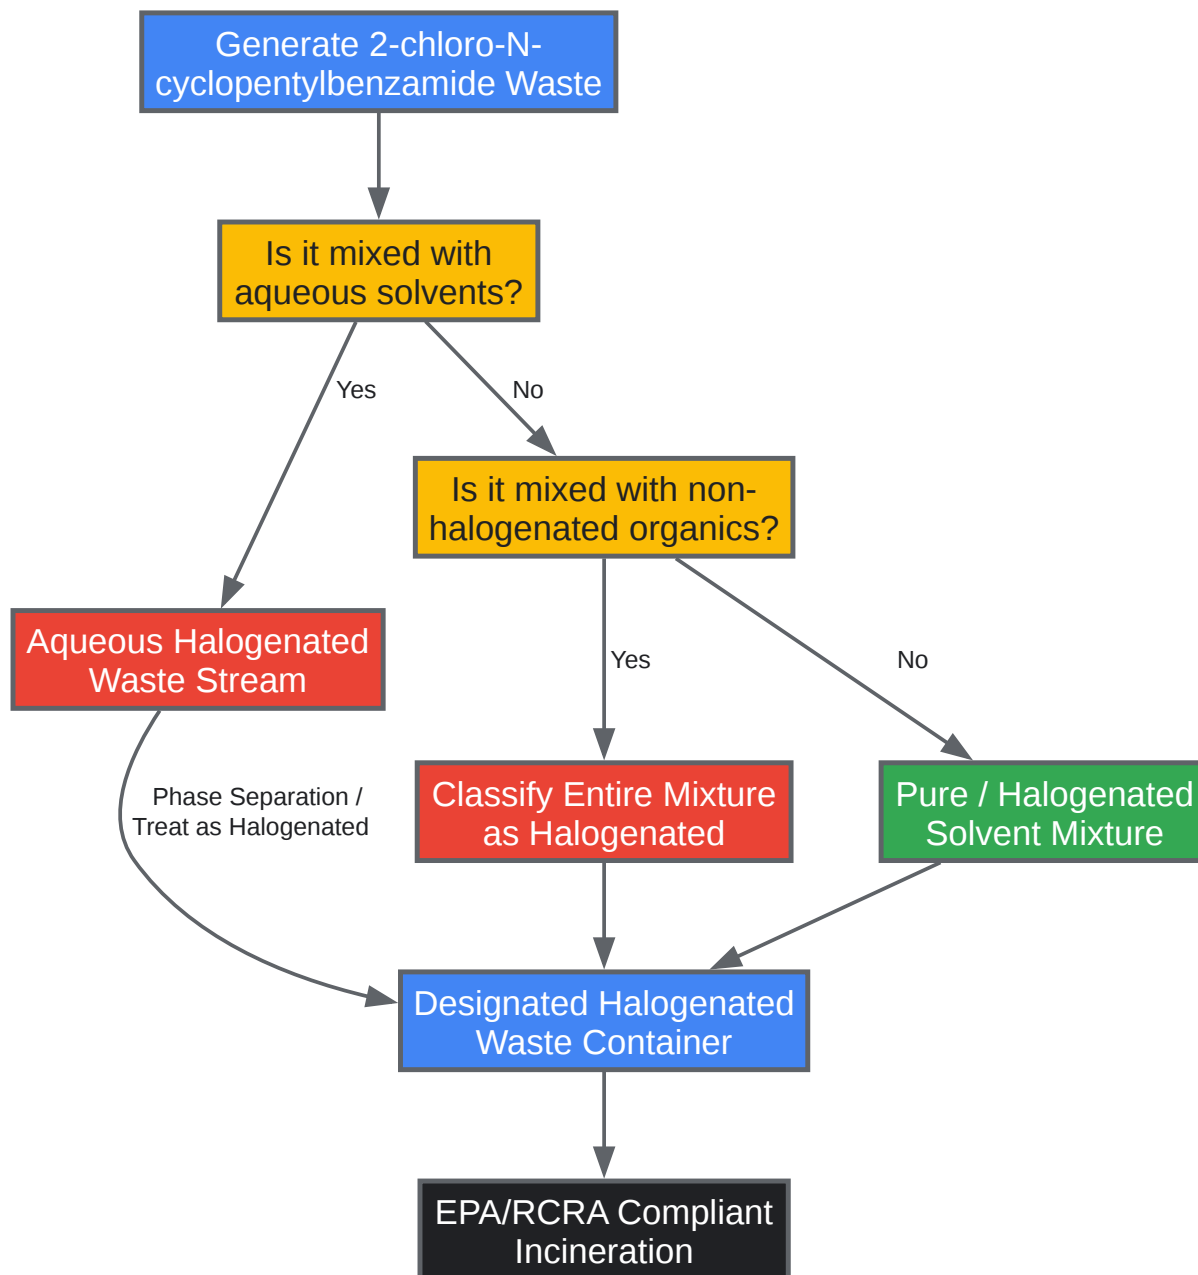 Generate 2-chloro-N-
cyclopentylbenzamide Waste
Is it mixed with
aqueous solvents?
Yes
No
Is it mixed with non-
halogenated organics?
Aqueous Halogenated
Waste Stream
Yes
No
Phase Separation /
Treat as Halogenated
Classify Entire Mixture
as Halogenated
Pure / Halogenated
Solvent Mixture
Designated Halogenated
Waste Container
EPA/RCRA Compliant
Incineration